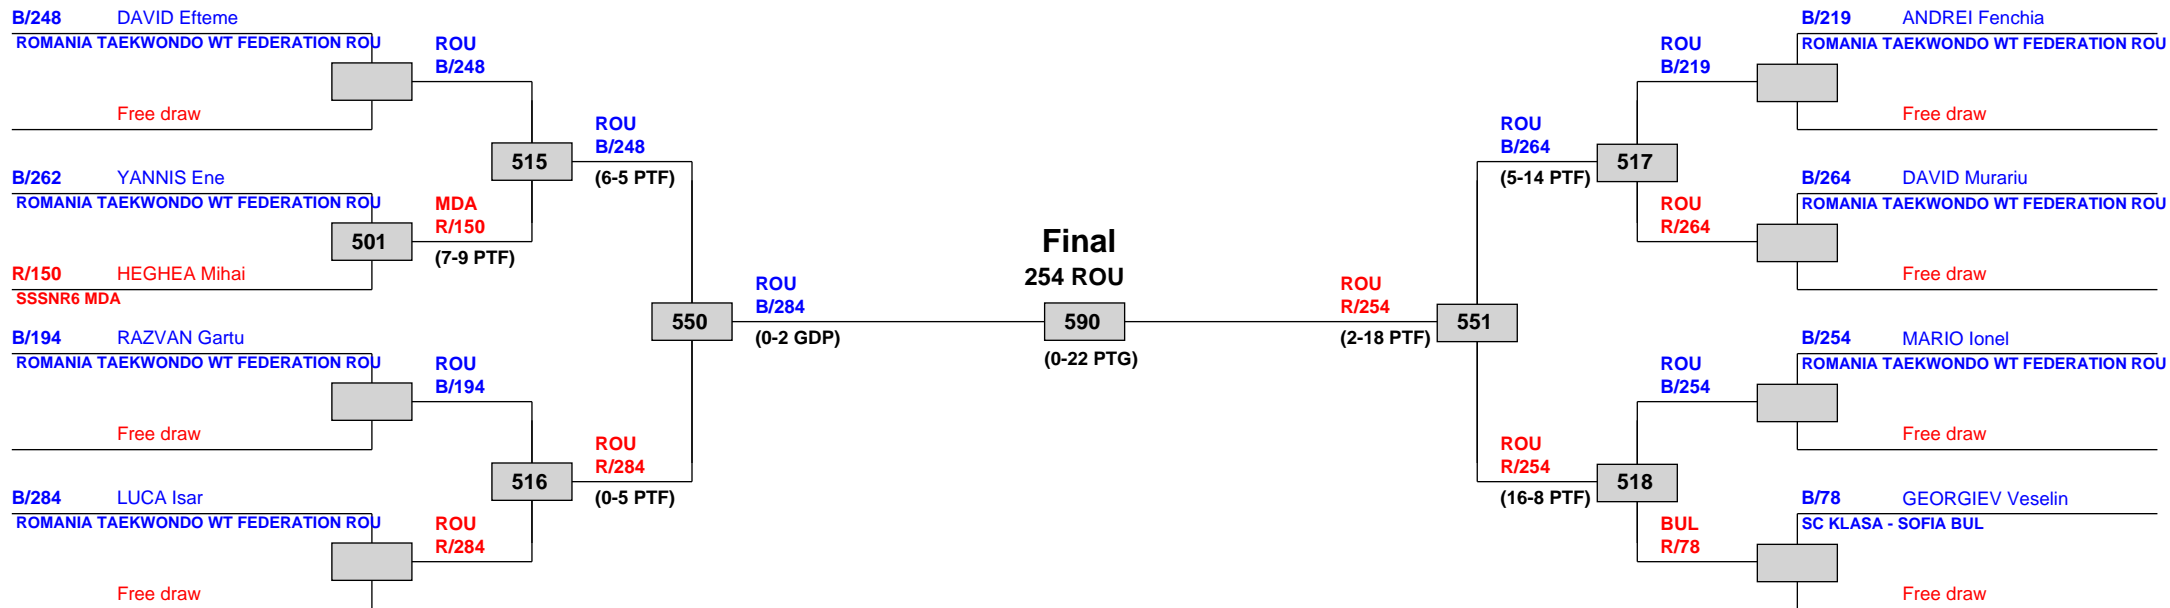 B/248 DAVID Efteme
ROMANIA TAEKWONDO WT FEDERATION ROU
Free draw
ROU
B/248
B/262 YANNIS Ene
ROMANIA TAEKWONDO WT FEDERATION ROU
501
R/150 HEGHEA Mihai
SSSNR6 MDA
MDA
R/150
(7-9 PTF)
515
ROU
B/248
(6-5 PTF)
B/194 RAZVAN Gartu
ROMANIA TAEKWONDO WT FEDERATION ROU
Free draw
ROU
B/194
B/284 LUCA Isar
ROMANIA TAEKWONDO WT FEDERATION ROU
Free draw
ROU
R/284
516
ROU
R/284
(0-5 PTF)
550
ROU
B/284
(0-2 GDP)
Final
254 ROU
590
(0-22 PTG)
ROU
R/254
(2-18 PTF)
551
ROU
B/264
(5-14 PTF)
517
ROU
B/219
B/219 ANDREI Fenchia
ROMANIA TAEKWONDO WT FEDERATION ROU
Free draw
ROU
R/264
B/264 DAVID Murariu
ROMANIA TAEKWONDO WT FEDERATION ROU
Free draw
ROU
R/254
(16-8 PTF)
518
ROU
B/254
B/254 MARIO Ionel
ROMANIA TAEKWONDO WT FEDERATION ROU
Free draw
BUL
R/78
B/78 GEORGIEV Veselin
SC KLASA - SOFIA BUL
Free draw